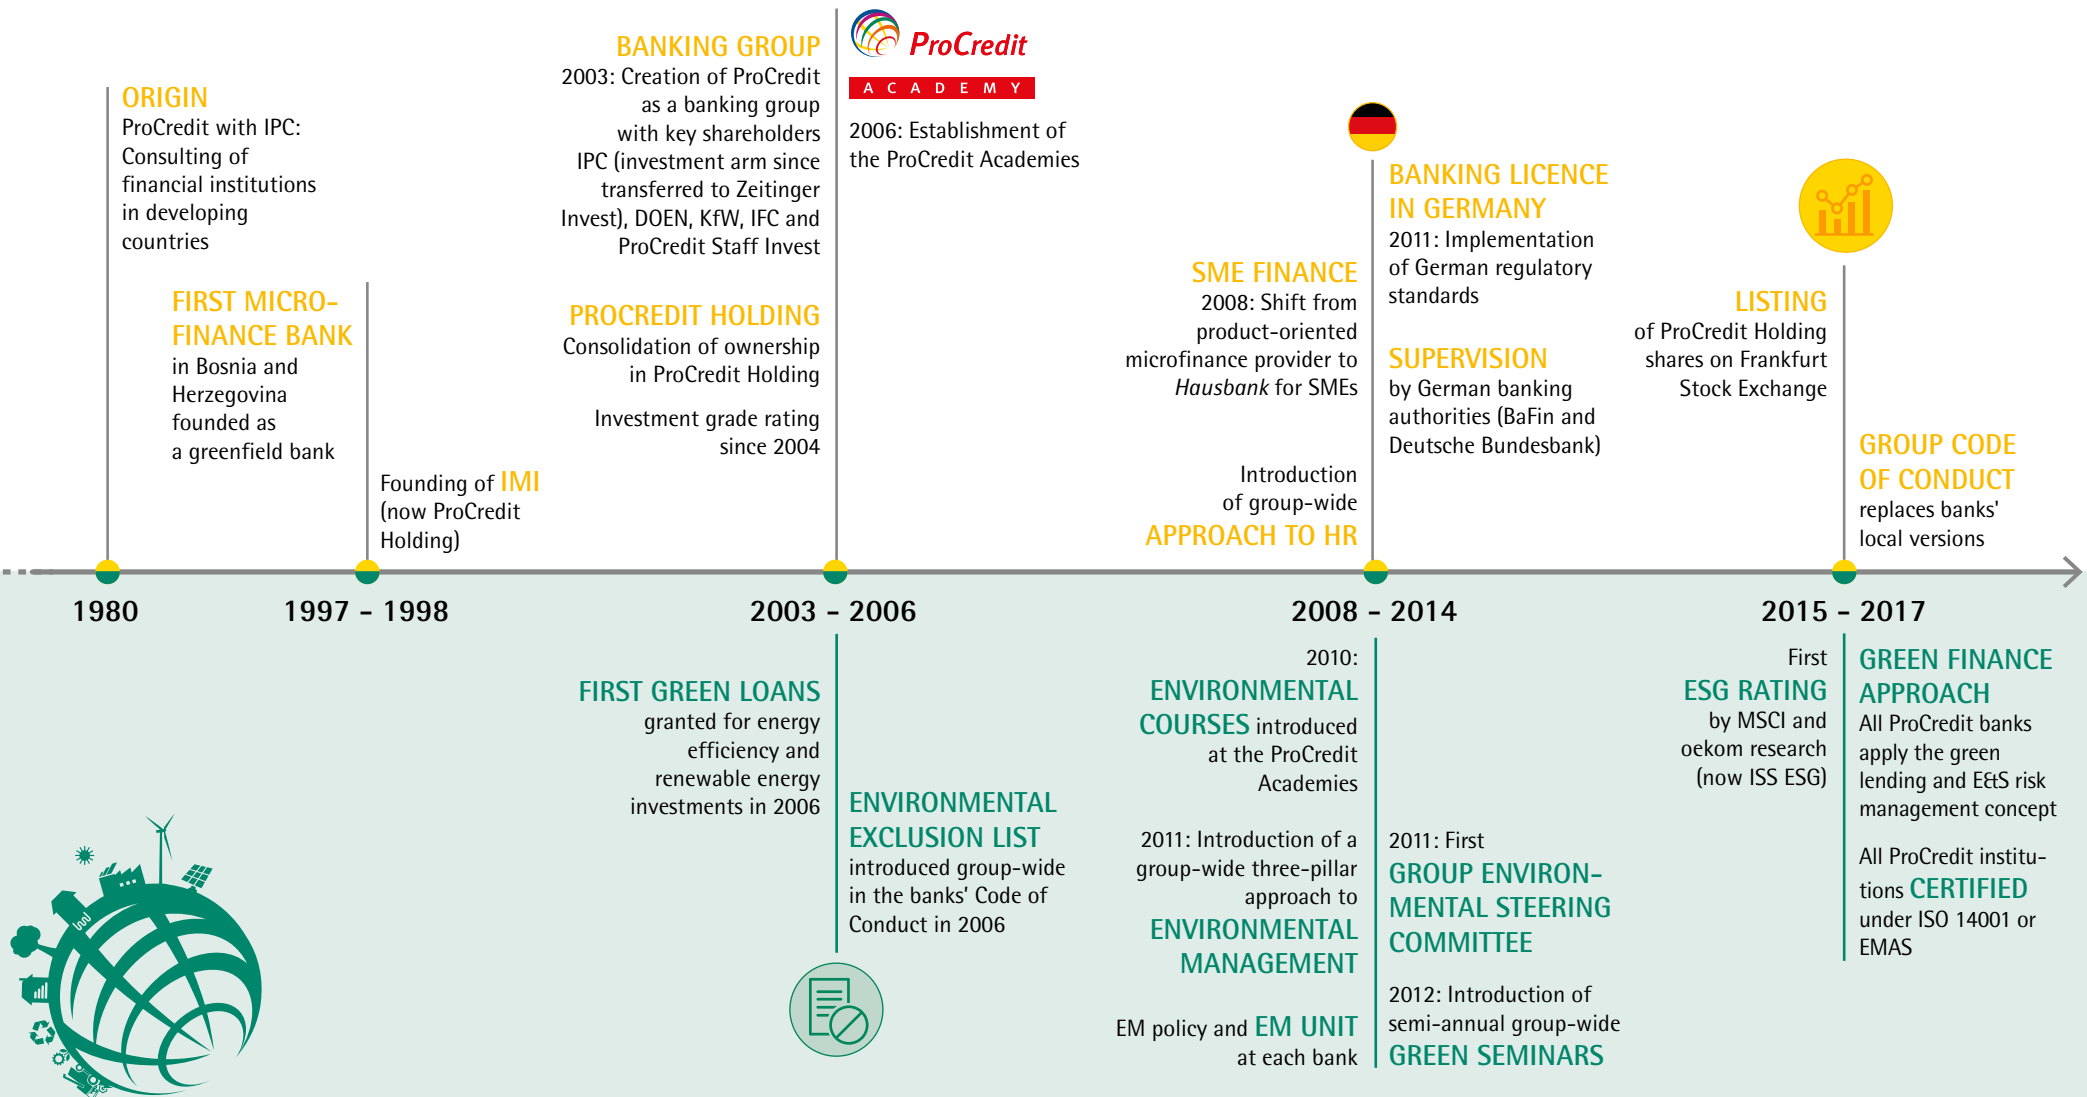 ORIGIN
ProCredit with IPC:
Consulting of
financial institutions
in developing
countries
FIRST MICRO-
FINANCE BANK
in Bosnia and
Herzegovina
founded as
a greenfield bank
Founding of IMI
(now ProCredit
Holding)
BANKING GROUP
2003: Creation of ProCredit
as a banking group
with key shareholders
IPC (investment arm since
transferred to Zeitinger
Invest), DOEN, KfW, IFC and
ProCredit Staff Invest
PROCREDIT HOLDING
Consolidation of ownership
in ProCredit Holding
Investment grade rating
since 2004
ProCredit
ACADEMY
2006: Establishment of
the ProCredit Academies
SME FINANCE
2008: Shift from
product-oriented
microfinance provider to
Hausbank for SMEs
Introduction
of group-wide
APPROACH TO HR
BANKING LICENCE
IN GERMANY
2011: Implementation
of German regulatory
standards
SUPERVISION
by German banking
authorities (BaFin and
Deutsche Bundesbank)
LISTING
of ProCredit Holding
shares on Frankfurt
Stock Exchange
GROUP CODE
OF CONDUCT
replaces banks'
local versions
1980
1997 - 1998
2003 - 2006
2008 - 2014
2015 - 2017
FIRST GREEN LOANS
granted for energy
efficiency and
renewable energy
investments in 2006
ENVIRONMENTAL
EXCLUSION LIST
introduced group-wide
in the banks' Code of
Conduct in 2006
2010:
ENVIRONMENTAL
COURSES introduced
at the ProCredit
Academies
2011: Introduction of a
group-wide three-pillar
approach to
ENVIRONMENTAL
MANAGEMENT
EM policy and EM UNIT
at each bank
2011: First
GROUP ENVIRON-
MENTAL STEERING
COMMITTEE
2012: Introduction of
semi-annual group-wide
GREEN SEMINARS
First
ESG RATING
by MSCI and
oekom research
(now ISS ESG)
GREEN FINANCE
APPROACH
All ProCredit banks
apply the green
lending and E&S risk
management concept
All ProCredit institu-
tions CERTIFIED
under ISO 14001 or
EMAS